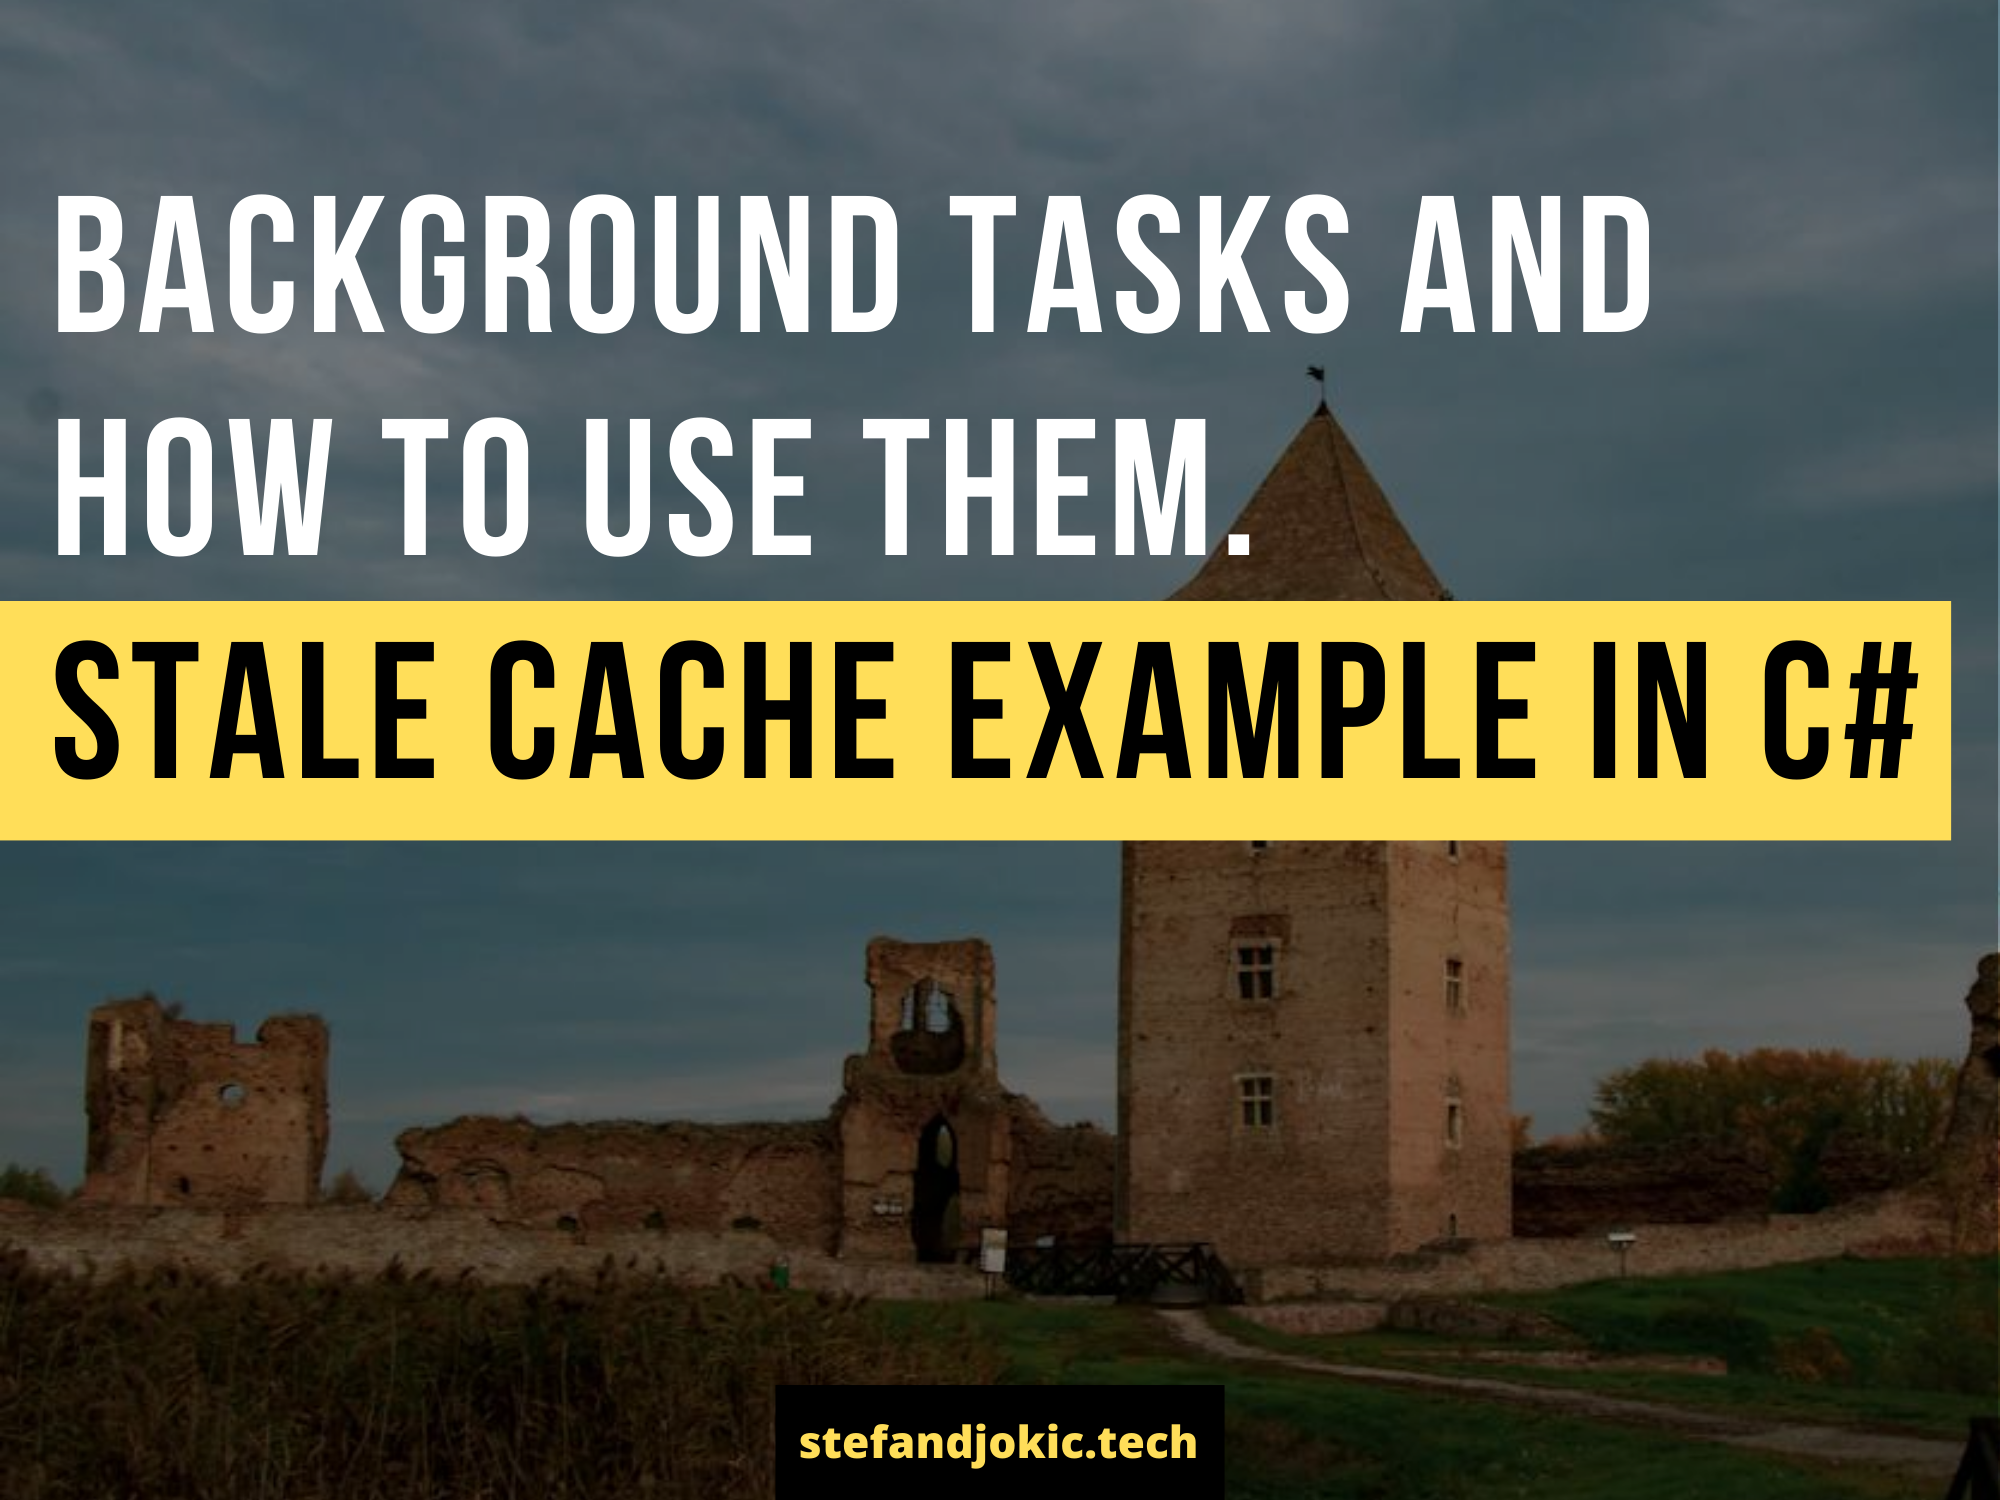 BACKGROUND TASKS AND
HOW TO USE THEM.
STALE CACHE EXAMPLE IN C#
stefandjokic.tech